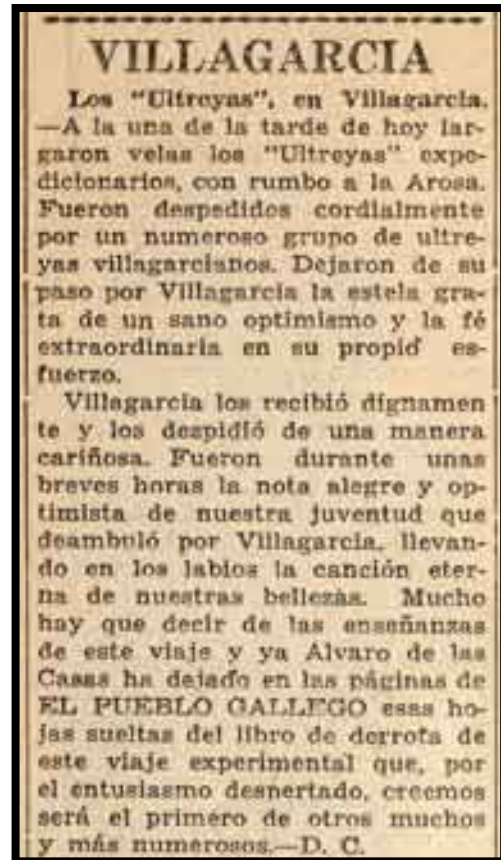 VILLAGARCIA
Los "Ultreyas", en Villagarcia.
—A la una de la tarde de hoy lar-
garon velas los "Ultreyas" expe-
dicionarios, con rumbo a la Arosa.
Fueron despedidos cordialmente
por un numeroso grupo de ultre-
yas villagarcianos. Dejaron de su
paso por Villagarcia la estela gra-
ta de un sano optimismo y la fé
extraordinaria en su propio es-
fuerzo.
Villagarcia los recibió dignamen
te y los despidió de una manera
cariñosa. Fueron durante unas
breves horas la nota alegre y op-
timista de nuestra juventud que
deambuló por Villagarcia, llevan-
do en los labios la canción eter-
na de nuestras bellezas. Mucho
hay que decir de las enseñanzas
de este viaje y ya Alvaro de las
Casas ha dejado en las páginas de
EL PUEBLO GALLEGO esas ho-
jas sueltas del libro de derrota de
este viaje experimental que, por
el entusiasmo desnertado, creemos
será el primero de otros muchos
y más numerosos.—D. C.